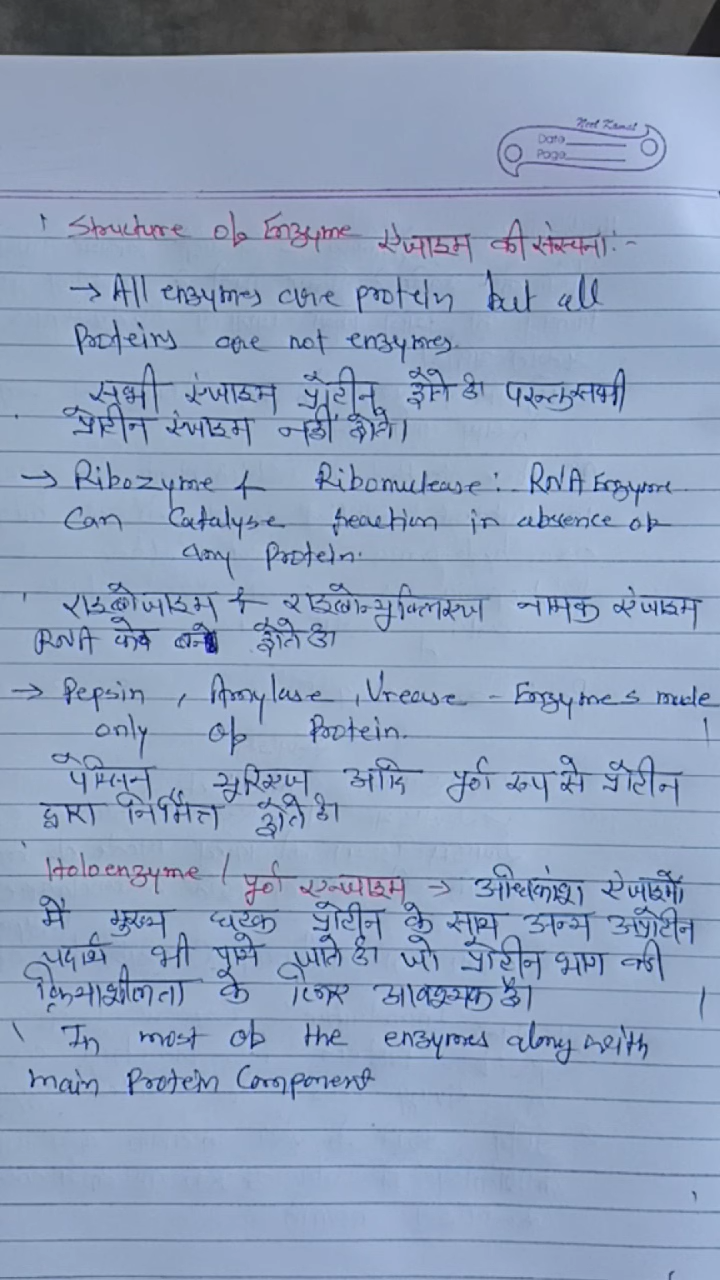 Neel Kamal
Date
Page
Structure of Enzyme एंजाइम की संरचना :-
→ All enzymes are protein but all
Proteins are not enzymes.
सभी एंजाइम प्रोटीन होते है। परन्तु सभी
प्रोटीन एंजाइम नही होते।
→ Ribozyme & Ribonuclease : RNA Enzyme
Can Catalyse reaction in absence of
any Protein.
राइबोजाइम & राइबोन्युक्लिएज नामक एंजाइम
RNA के बने होते है।
→ Pepsin, Amylase, Urease - Enzymes made
only of Protein.
पेप्सिन यूरिएज आदि पूर्ण रूप से प्रोटीन
द्वारा निर्मित होते है।
Holoenzyme / पूर्ण एन्जाइम → अधिकांश एंजाइमों
मे मुख्य घटक प्रोटीन के साथ अन्य अप्रोटीन
पदार्थ भी पाये जाते है। जो प्रोटीन भाग की
क्रियाशीलता के लिए आवश्यक है।
In most of the enzymes along with
main Protein Component